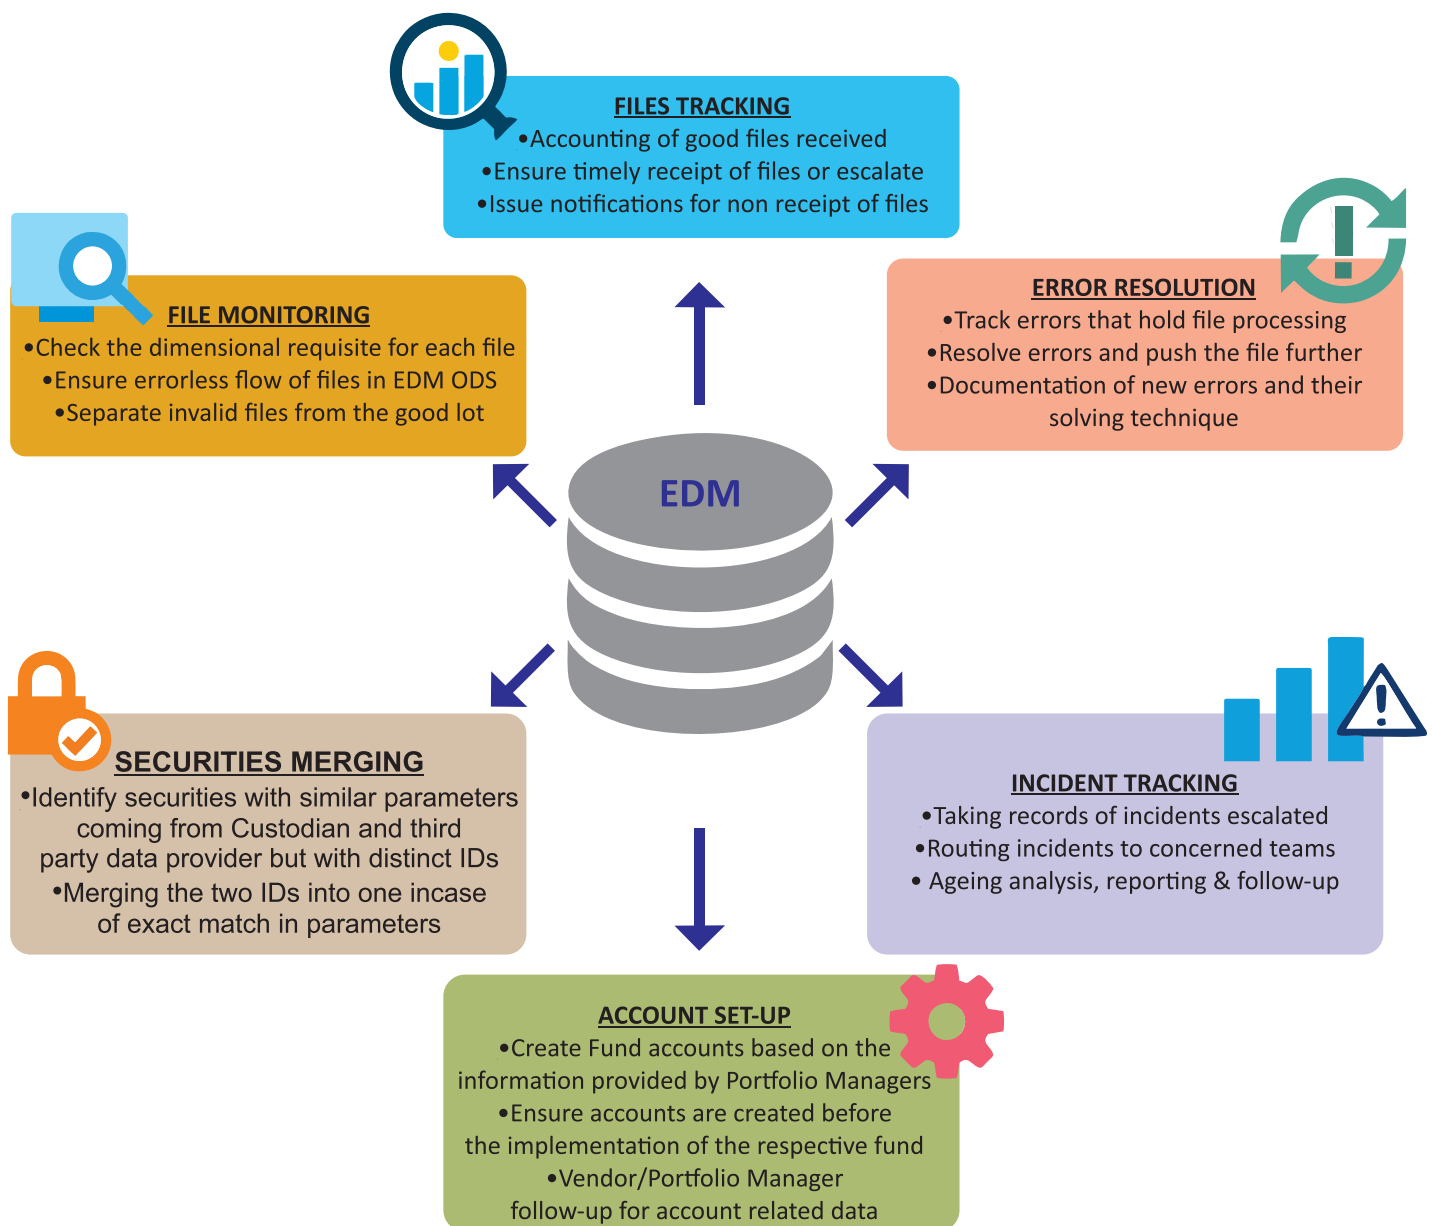 FILES TRACKING
•Accounting of good files received
•Ensure timely receipt of files or escalate
•Issue notifications for non receipt of files
FILE MONITORING
•Check the dimensional requisite for each file
•Ensure errorless flow of files in EDM ODS
•Separate invalid files from the good lot
ERROR RESOLUTION
•Track errors that hold file processing
•Resolve errors and push the file further
•Documentation of new errors and their
solving technique
EDM
SECURITIES MERGING
•Identify securities with similar parameters
coming from Custodian and third
party data provider but with distinct IDs
•Merging the two IDs into one incase
of exact match in parameters
INCIDENT TRACKING
•Taking records of incidents escalated
•Routing incidents to concerned teams
• Ageing analysis, reporting & follow-up
ACCOUNT SET-UP
•Create Fund accounts based on the
information provided by Portfolio Managers
•Ensure accounts are created before
the implementation of the respective fund
•Vendor/Portfolio Manager
follow-up for account related data